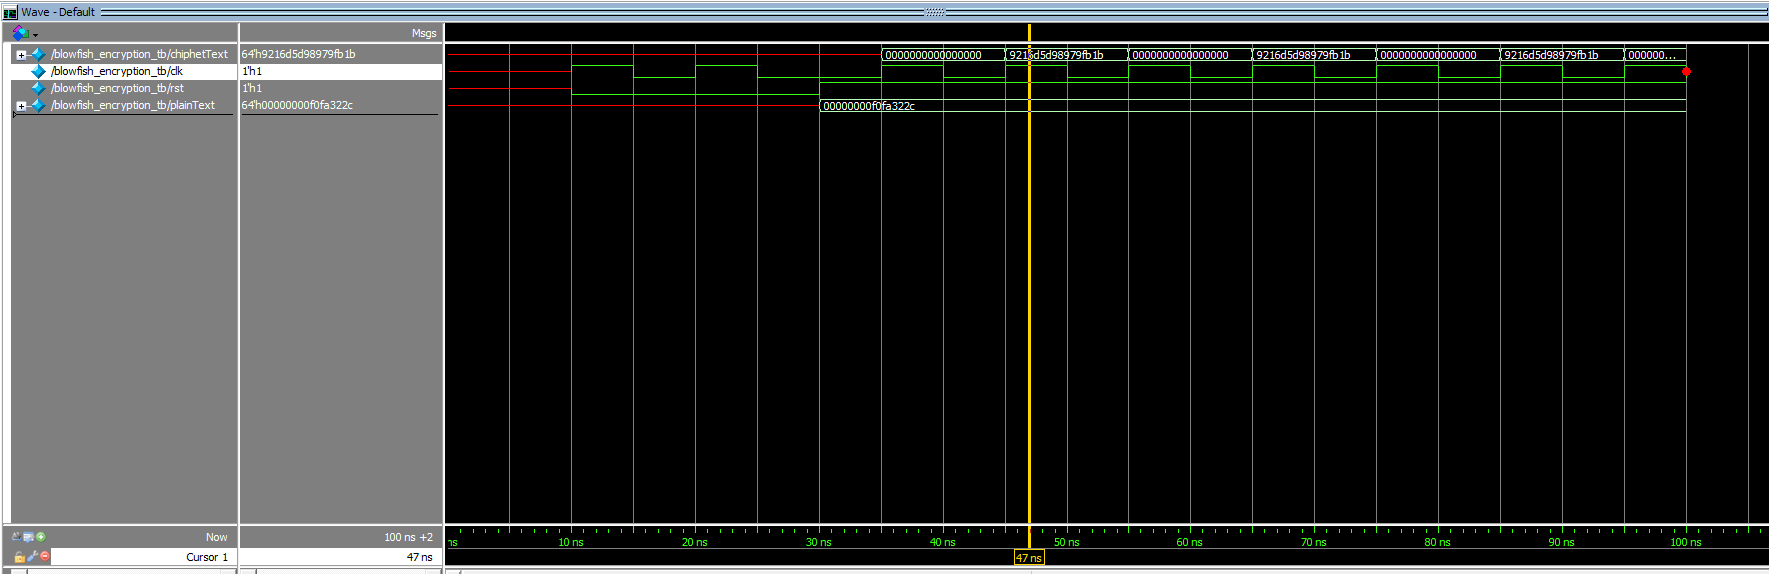 Wave - Default
Msgs
/blowfish_encryption_tb/chiphetText 64'h9216d5d98979fb1b 0000000000000000 9216d5d98979fb1b 0000000000000000 9216d5d98979fb1b 0000000000000000 9216d5d98979fb1b 000000...
/blowfish_encryption_tb/clk 1'h1
/blowfish_encryption_tb/rst 1'h1
/blowfish_encryption_tb/plainText 64'h00000000f0fa322c 00000000f0fa322c
Now 100 ns +2 ns 10 ns 20 ns 30 ns 40 ns 50 ns 60 ns 70 ns 80 ns 90 ns 100 ns
Cursor 1 47 ns 47 ns